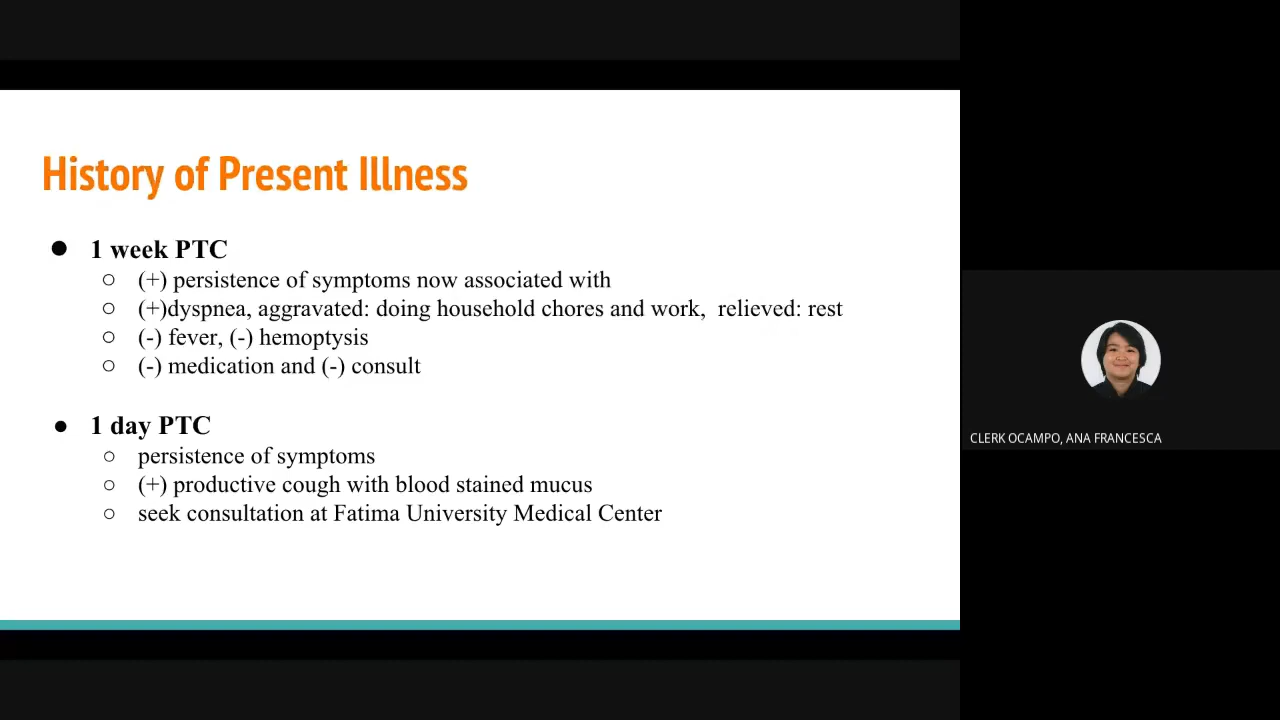 History of Present Illness
● 1 week PTC
○ (+) persistence of symptoms now associated with
○ (+)dyspnea, aggravated: doing household chores and work, relieved: rest
○ (-) fever, (-) hemoptysis
○ (-) medication and (-) consult
● 1 day PTC
○ persistence of symptoms
○ (+) productive cough with blood stained mucus
○ seek consultation at Fatima University Medical Center
CLERK OCAMPO, ANA FRANCESCA